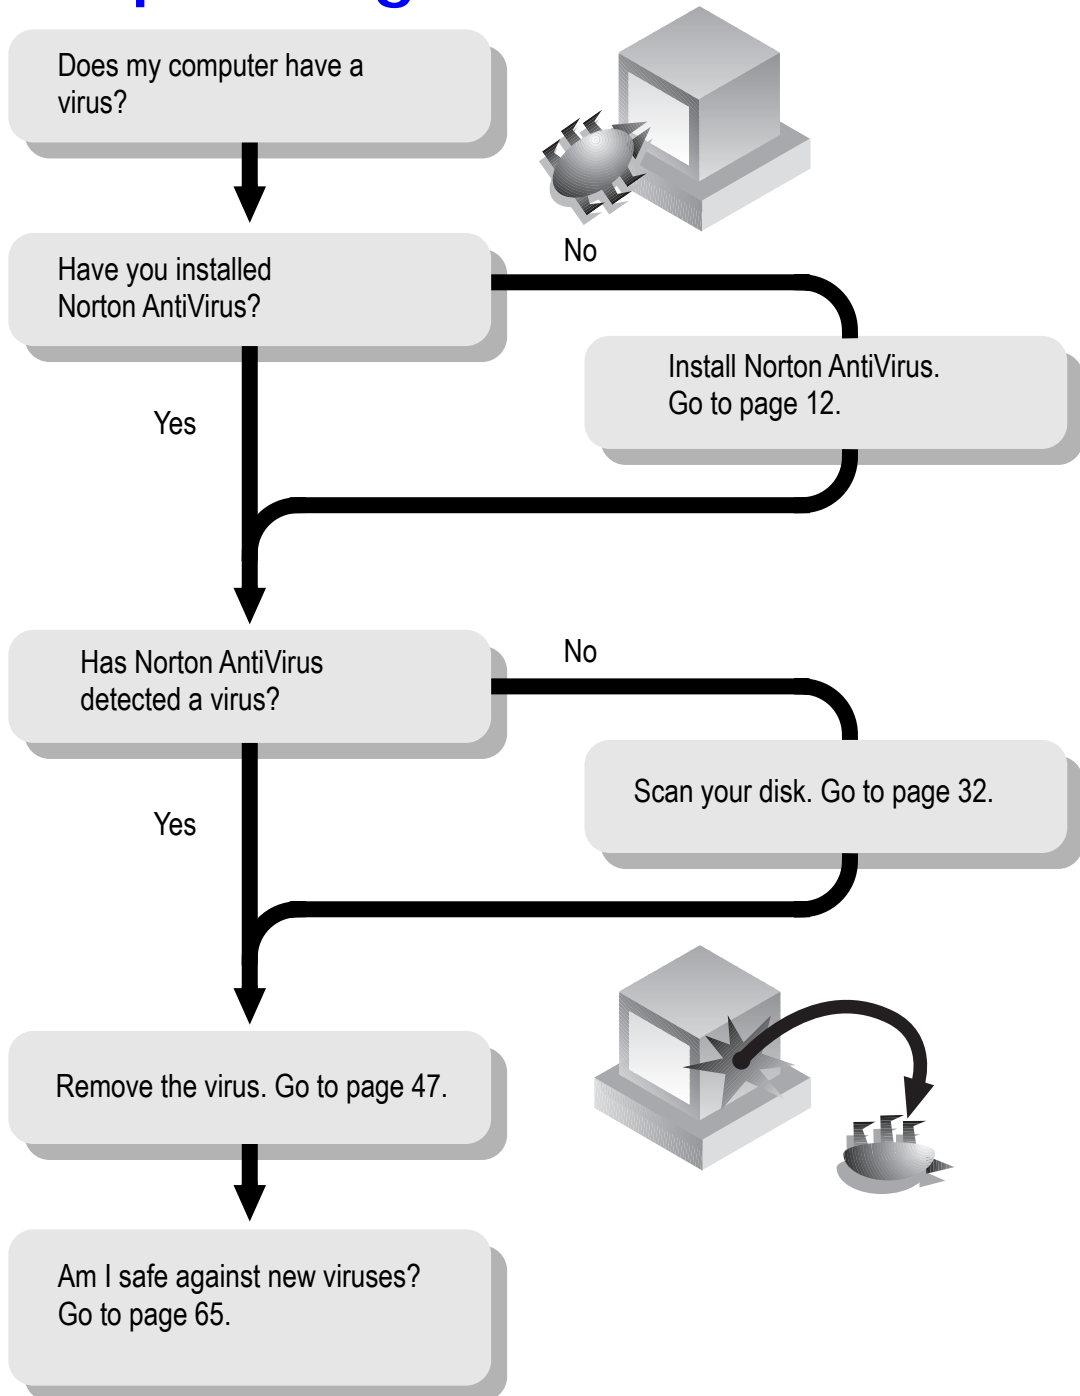 Does my computer have a
virus?
No
Have you installed
Norton AntiVirus?
Install Norton AntiVirus.
Go to page 12.
Yes
No
Has Norton AntiVirus
detected a virus?
Scan your disk. Go to page 32.
Yes
Remove the virus. Go to page 47.
Am I safe against new viruses?
Go to page 65.